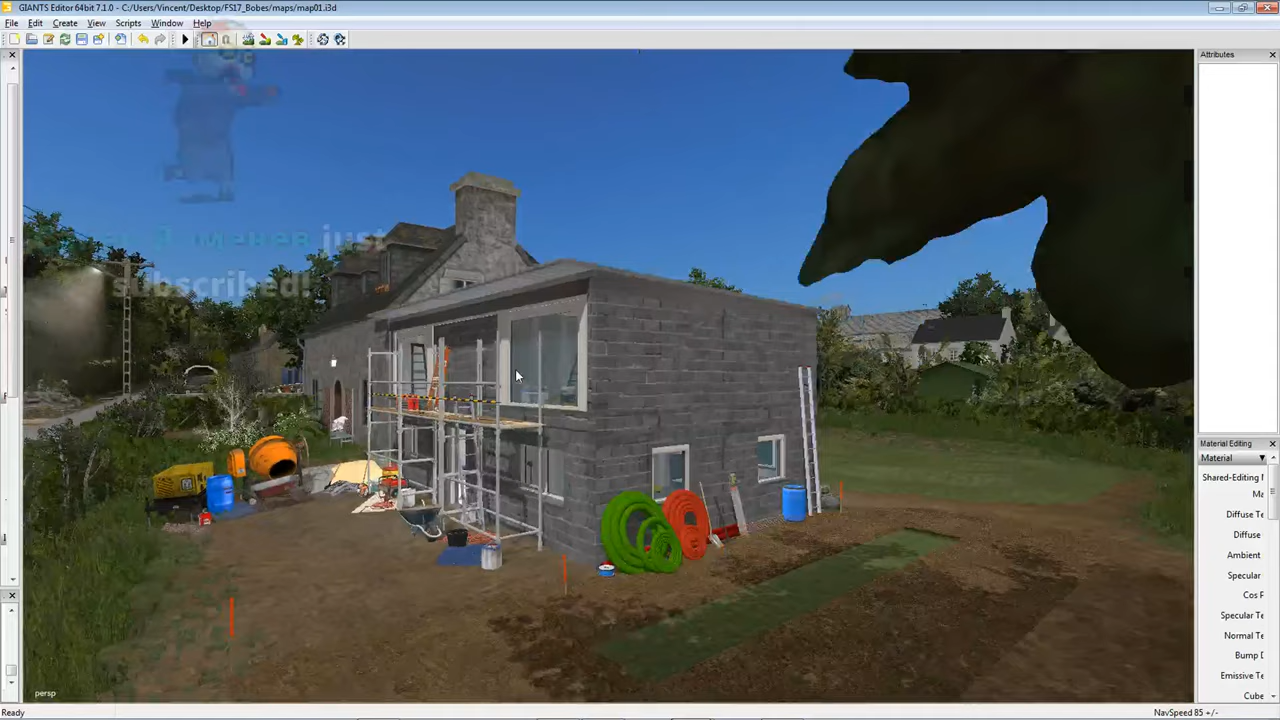 GIANTS Editor 64bit 7.1.0 - C:/Users/Vincent/Desktop/FS17_Bobes/maps/map01.i3d
File Edit Create View Scripts Window Help
Attributes
just
subscribed!
Material Editing
Material
Shared-Editing
Ma
Diffuse Te
Diffuse
Ambient
Specular
Cos P
Specular Te
Normal Te
Bump D
Emissive Te
Cube
persp
Ready
NavSpeed 85 +/-